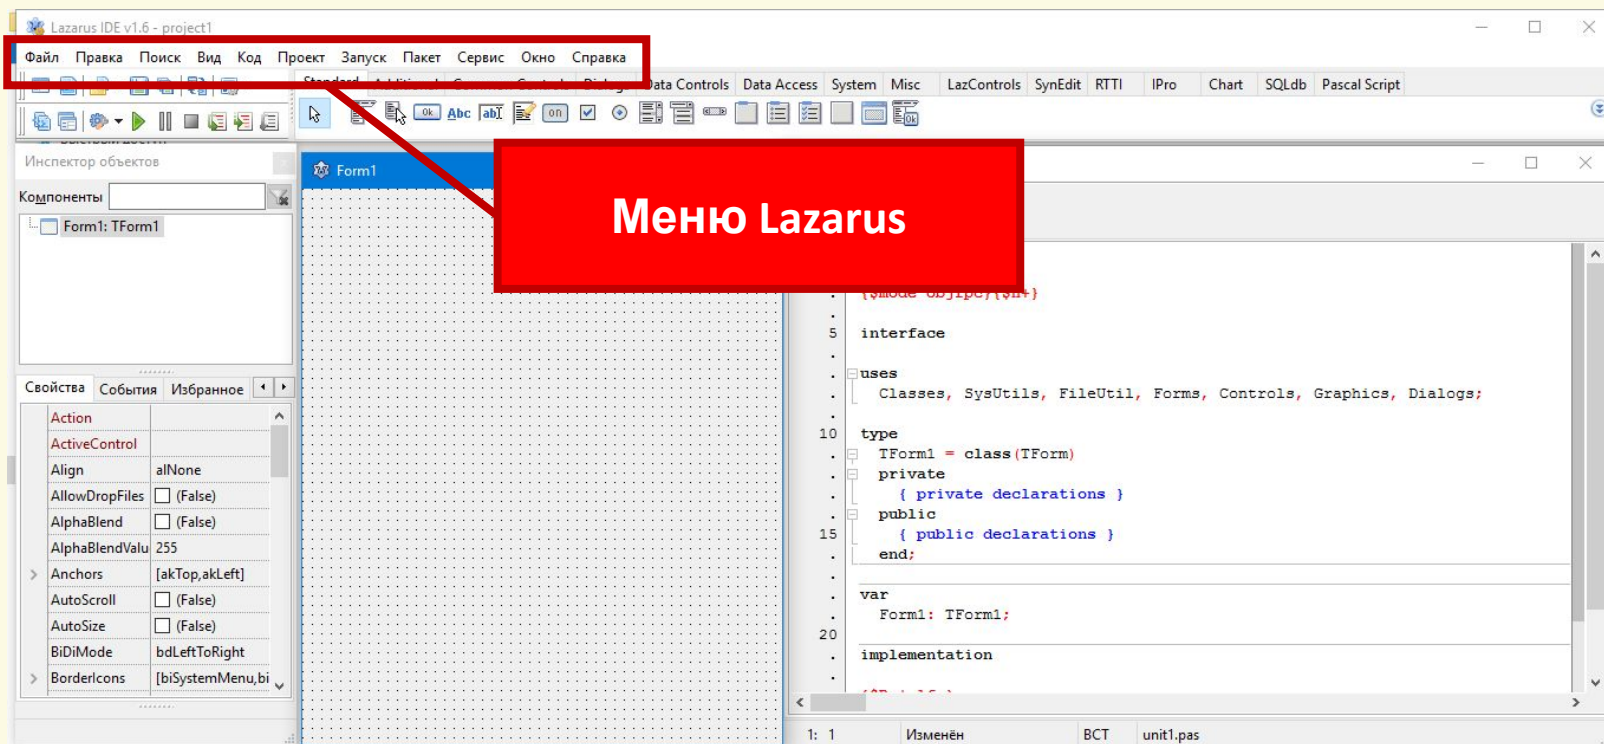 Lazarus IDE v1.6 - project1
Файл Правка Поиск Вид Код Проект Запуск Пакет Сервис Окно Справка
Data Controls Data Access System Misc LazControls SynEdit RTTI IPro Chart SQLdb Pascal Script
Ok Abc abI on
Инспектор объектов
Компоненты
Form1: TForm1
Form1
Меню Lazarus
5 interface
uses
Classes, SysUtils, FileUtil, Forms, Controls, Graphics, Dialogs;
10 type
TForm1 = class(TForm)
private
{ private declarations }
public
15 { public declarations }
end;
var
Form1: TForm1;
20
implementation
Свойства События Избранное
Action
ActiveControl
Align alNone
AllowDropFiles (False)
AlphaBlend (False)
AlphaBlendValu 255
Anchors [akTop,akLeft]
AutoScroll (False)
AutoSize (False)
BiDiMode bdLeftToRight
BorderIcons [biSystemMenu,bi
1: 1 Изменён ВСТ unit1.pas